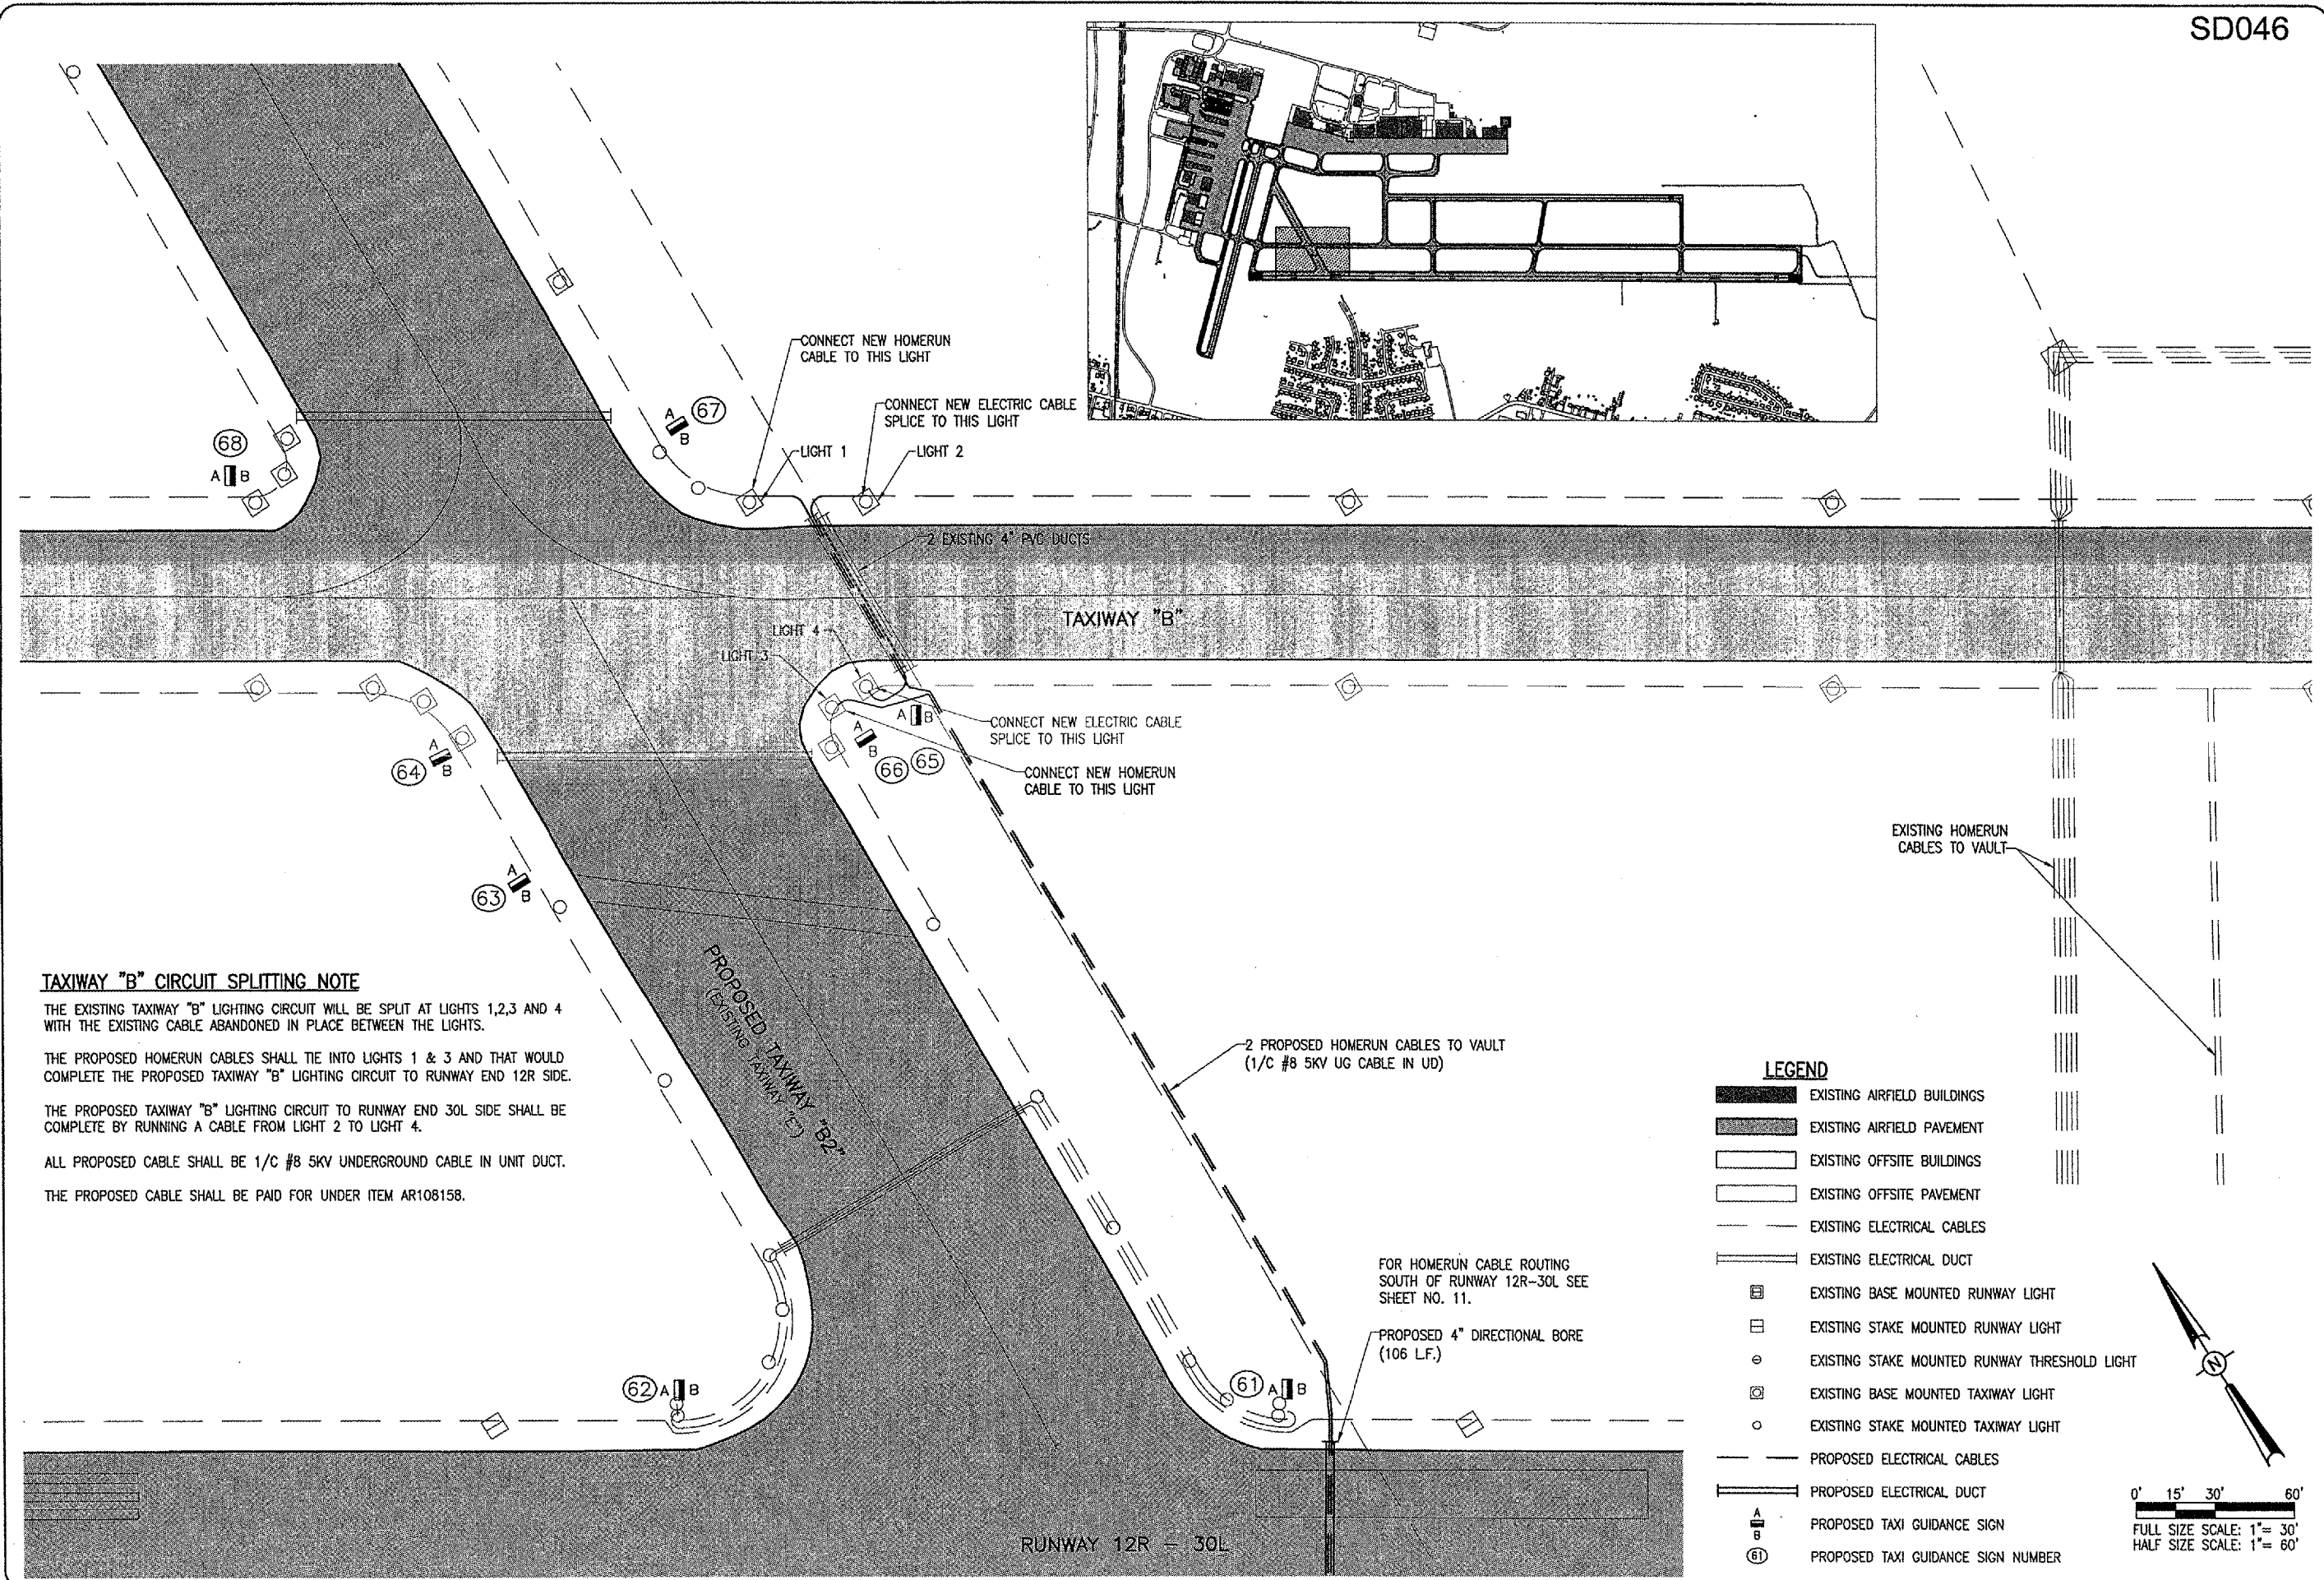 SD046
CONNECT NEW HOMERUN
CABLE TO THIS LIGHT
CONNECT NEW ELECTRIC CABLE
SPLICE TO THIS LIGHT
LIGHT 1
LIGHT 2
A
B
67
68
A B
2 EXISTING 4" PVC DUCTS
TAXIWAY "B"
LIGHT 4
LIGHT 3
A B
A
B
66
65
CONNECT NEW ELECTRIC CABLE
SPLICE TO THIS LIGHT
CONNECT NEW HOMERUN
CABLE TO THIS LIGHT
A
B
64
A
B
63
EXISTING HOMERUN
CABLES TO VAULT
PROPOSED TAXIWAY "B2"
(EXISTING TAXIWAY "E")
TAXIWAY "B" CIRCUIT SPLITTING NOTE
THE EXISTING TAXIWAY "B" LIGHTING CIRCUIT WILL BE SPLIT AT LIGHTS 1,2,3 AND 4
WITH THE EXISTING CABLE ABANDONED IN PLACE BETWEEN THE LIGHTS.
THE PROPOSED HOMERUN CABLES SHALL TIE INTO LIGHTS 1 & 3 AND THAT WOULD
COMPLETE THE PROPOSED TAXIWAY "B" LIGHTING CIRCUIT TO RUNWAY END 12R SIDE.
THE PROPOSED TAXIWAY "B" LIGHTING CIRCUIT TO RUNWAY END 30L SIDE SHALL BE
COMPLETE BY RUNNING A CABLE FROM LIGHT 2 TO LIGHT 4.
ALL PROPOSED CABLE SHALL BE 1/C #8 5KV UNDERGROUND CABLE IN UNIT DUCT.
THE PROPOSED CABLE SHALL BE PAID FOR UNDER ITEM AR108158.
2 PROPOSED HOMERUN CABLES TO VAULT
(1/C #8 5KV UG CABLE IN UD)
FOR HOMERUN CABLE ROUTING
SOUTH OF RUNWAY 12R-30L SEE
SHEET NO. 11.
PROPOSED 4" DIRECTIONAL BORE
(106 L.F.)
62 A B
61 A B
RUNWAY 12R - 30L
LEGEND
EXISTING AIRFIELD BUILDINGS
EXISTING AIRFIELD PAVEMENT
EXISTING OFFSITE BUILDINGS
EXISTING OFFSITE PAVEMENT
EXISTING ELECTRICAL CABLES
EXISTING ELECTRICAL DUCT
EXISTING BASE MOUNTED RUNWAY LIGHT
EXISTING STAKE MOUNTED RUNWAY LIGHT
EXISTING STAKE MOUNTED RUNWAY THRESHOLD LIGHT
EXISTING BASE MOUNTED TAXIWAY LIGHT
EXISTING STAKE MOUNTED TAXIWAY LIGHT
PROPOSED ELECTRICAL CABLES
PROPOSED ELECTRICAL DUCT
A
B
PROPOSED TAXI GUIDANCE SIGN
61 PROPOSED TAXI GUIDANCE SIGN NUMBER
N
0' 15' 30' 60'
FULL SIZE SCALE: 1"= 30'
HALF SIZE SCALE: 1"= 60'